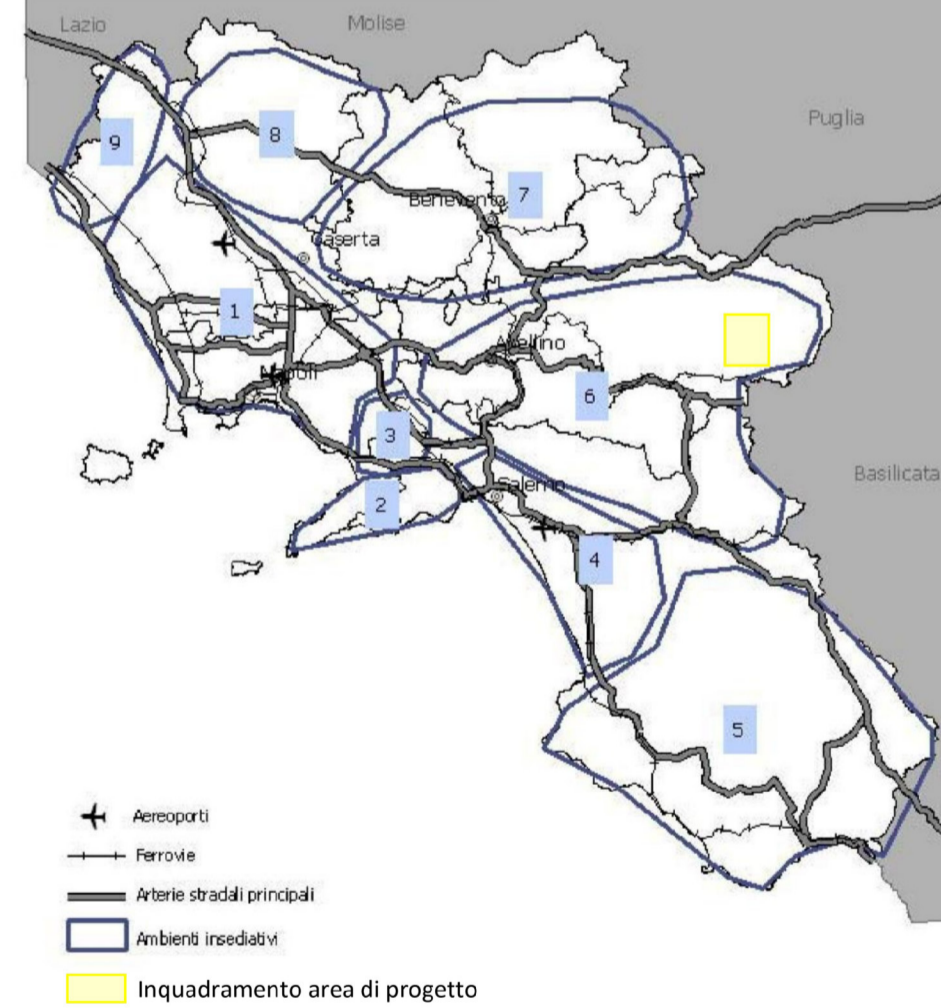 Lazio
Molise
Puglia
9
8
7
Benevento
Caserta
1
Avellino
Napoli
6
3
Basilicata
Salerno
2
4
5
Aereoporti
Ferrovie
Arterie stradali principali
Ambienti insediativi
Inquadramento area di progetto